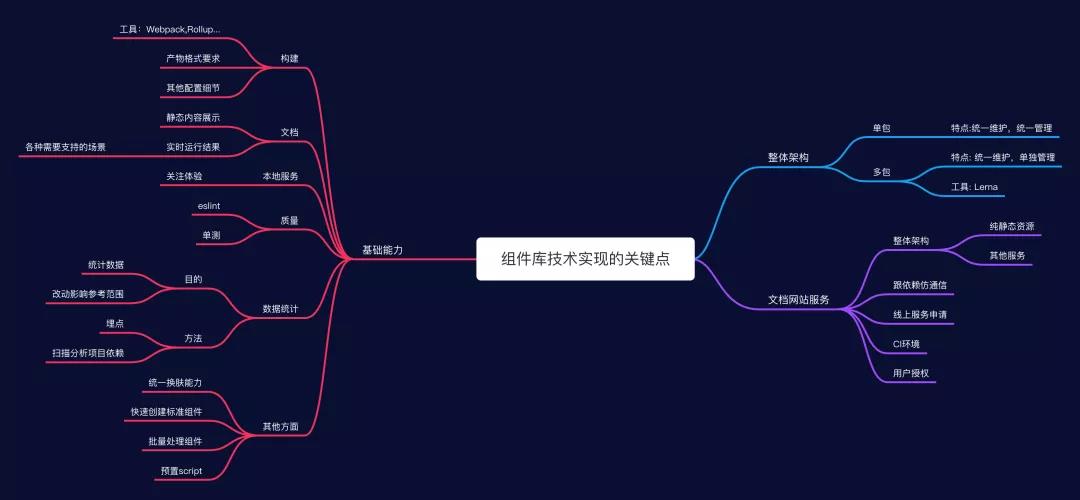 组件库技术实现的关键点
基础能力
构建
工具：Webpack,Rollup...
产物格式要求
其他配置细节
文档
静态内容展示
实时运行结果
各种需要支持的场景
本地服务
关注体验
质量
eslint
单测
数据统计
目的
统计数据
改动影响参考范围
方法
埋点
扫描分析项目依赖
其他方面
统一换肤能力
快速创建标准组件
批量处理组件
预置script
整体架构
单包
特点:统一维护，统一管理
多包
特点: 统一维护，单独管理
工具: Lerna
文档网站服务
整体架构
纯静态资源
其他服务
跟依赖仿通信
线上服务申请
CI环境
用户授权